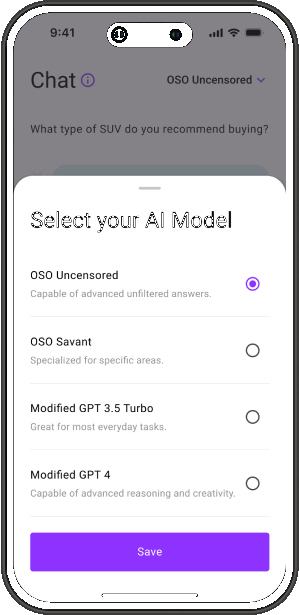 9:41
Chat
OSO Uncensored
What type of SUV do you recommend buying?
Select your AI Model
OSO Uncensored
Capable of advanced unfiltered answers.
OSO Savant
Specialized for specific areas.
Modified GPT 3.5 Turbo
Great for most everyday tasks.
Modified GPT 4
Capable of advanced reasoning and creativity.
Save